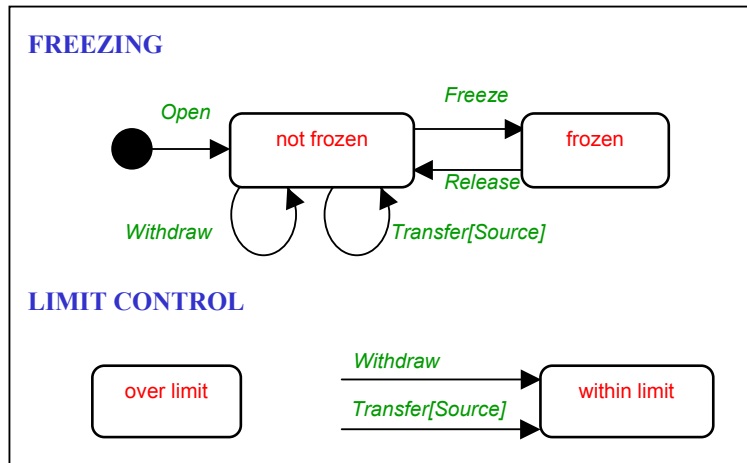 FREEZING
Open
Freeze
not frozen
frozen
Release
Withdraw
Transfer[Source]
LIMIT CONTROL
over limit
Withdraw
Transfer[Source]
within limit